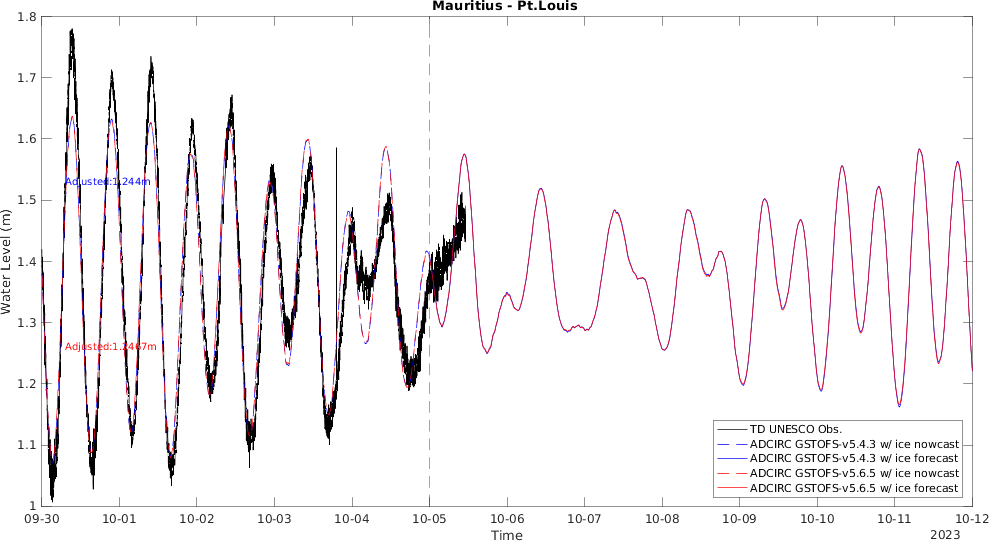 Mauritius - Pt.Louis
1.8
1.7
1.6
1.5
1.4
1.3
1.2
1.1
1
Water Level (m)
Adjusted:1.244m
Adjusted:1.2467m
TD UNESCO Obs.
ADCIRC GSTOFS-v5.4.3 w/ ice nowcast
ADCIRC GSTOFS-v5.4.3 w/ ice forecast
ADCIRC GSTOFS-v5.6.5 w/ ice nowcast
ADCIRC GSTOFS-v5.6.5 w/ ice forecast
09-30 10-01 10-02 10-03 10-04 10-05 10-06 10-07 10-08 10-09 10-10 10-11 10-12
Time
2023